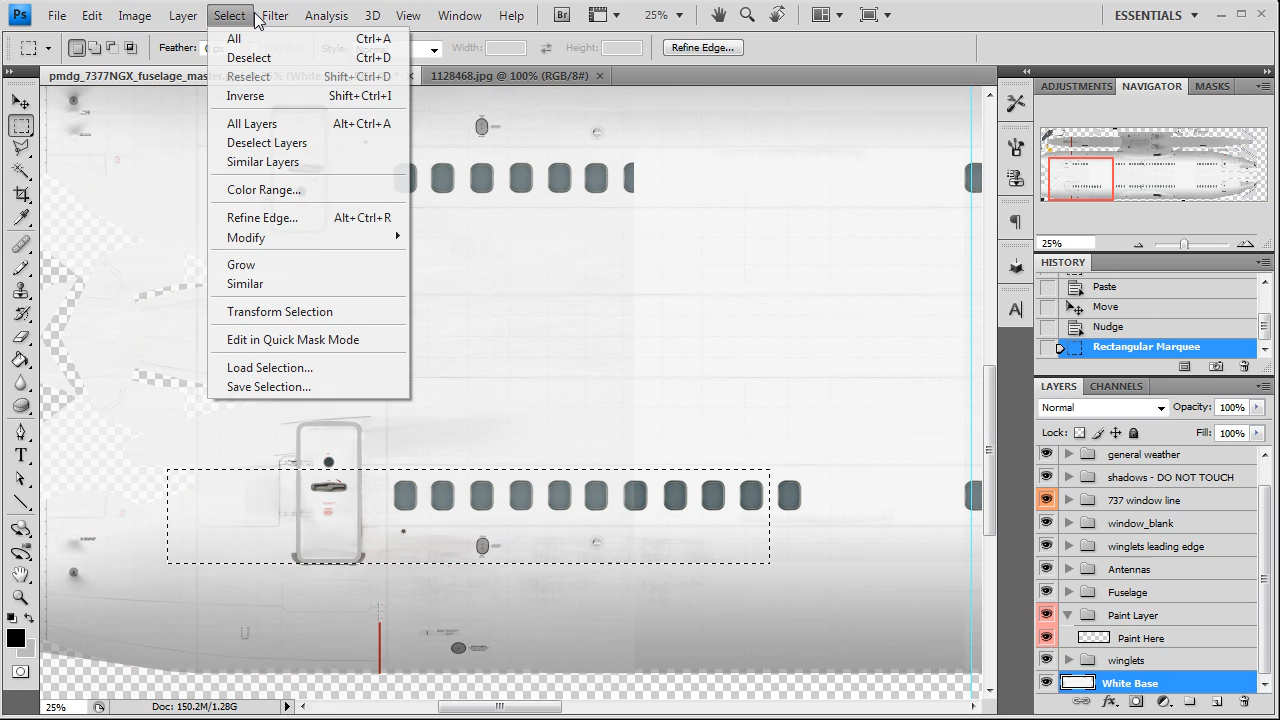 Ps File Edit Image Layer Select Filter Analysis 3D View Window Help Br 25% ESSENTIALS
Feather: Width: Height: Refine Edge...
pmdg_7377NGX_fuselage_master. 1128468.jpg @ 100% (RGB/8#)
All Ctrl+A
Deselect Ctrl+D
Reselect Shift+Ctrl+D
Inverse Shift+Ctrl+I
All Layers Alt+Ctrl+A
Deselect Layers
Similar Layers
Color Range...
Refine Edge... Alt+Ctrl+R
Modify
Grow
Similar
Transform Selection
Edit in Quick Mask Mode
Load Selection...
Save Selection...
ADJUSTMENTS NAVIGATOR MASKS
25%
HISTORY
Paste
Move
Nudge
Rectangular Marquee
LAYERS CHANNELS
Normal Opacity: 100%
Lock: Fill: 100%
general weather
shadows - DO NOT TOUCH
737 window line
window_blank
winglets leading edge
Antennas
Fuselage
Paint Layer
Paint Here
winglets
White Base
25% Doc: 150.2M/1.28G